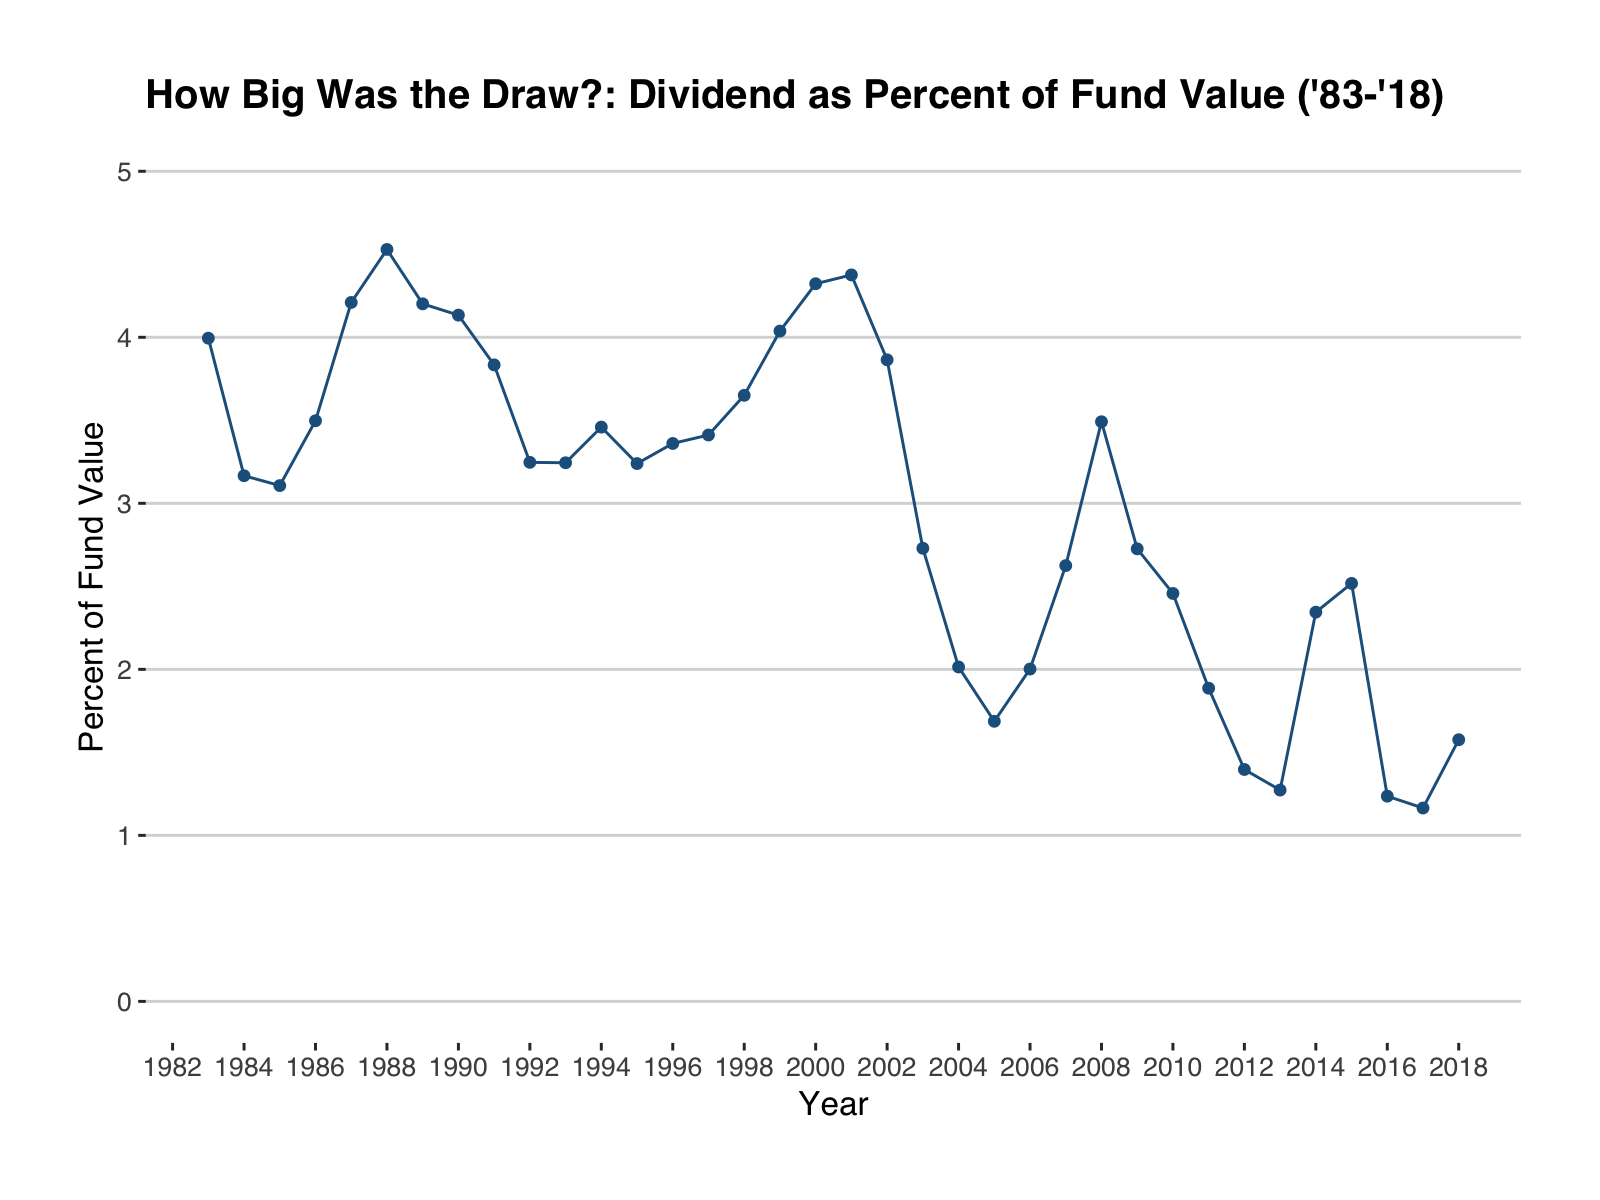 How Big Was the Draw?: Dividend as Percent of Fund Value ('83-'18)
5
4
3
2
1
0
Percent of Fund Value
1982 1984 1986 1988 1990 1992 1994 1996 1998 2000 2002 2004 2006 2008 2010 2012 2014 2016 2018
Year